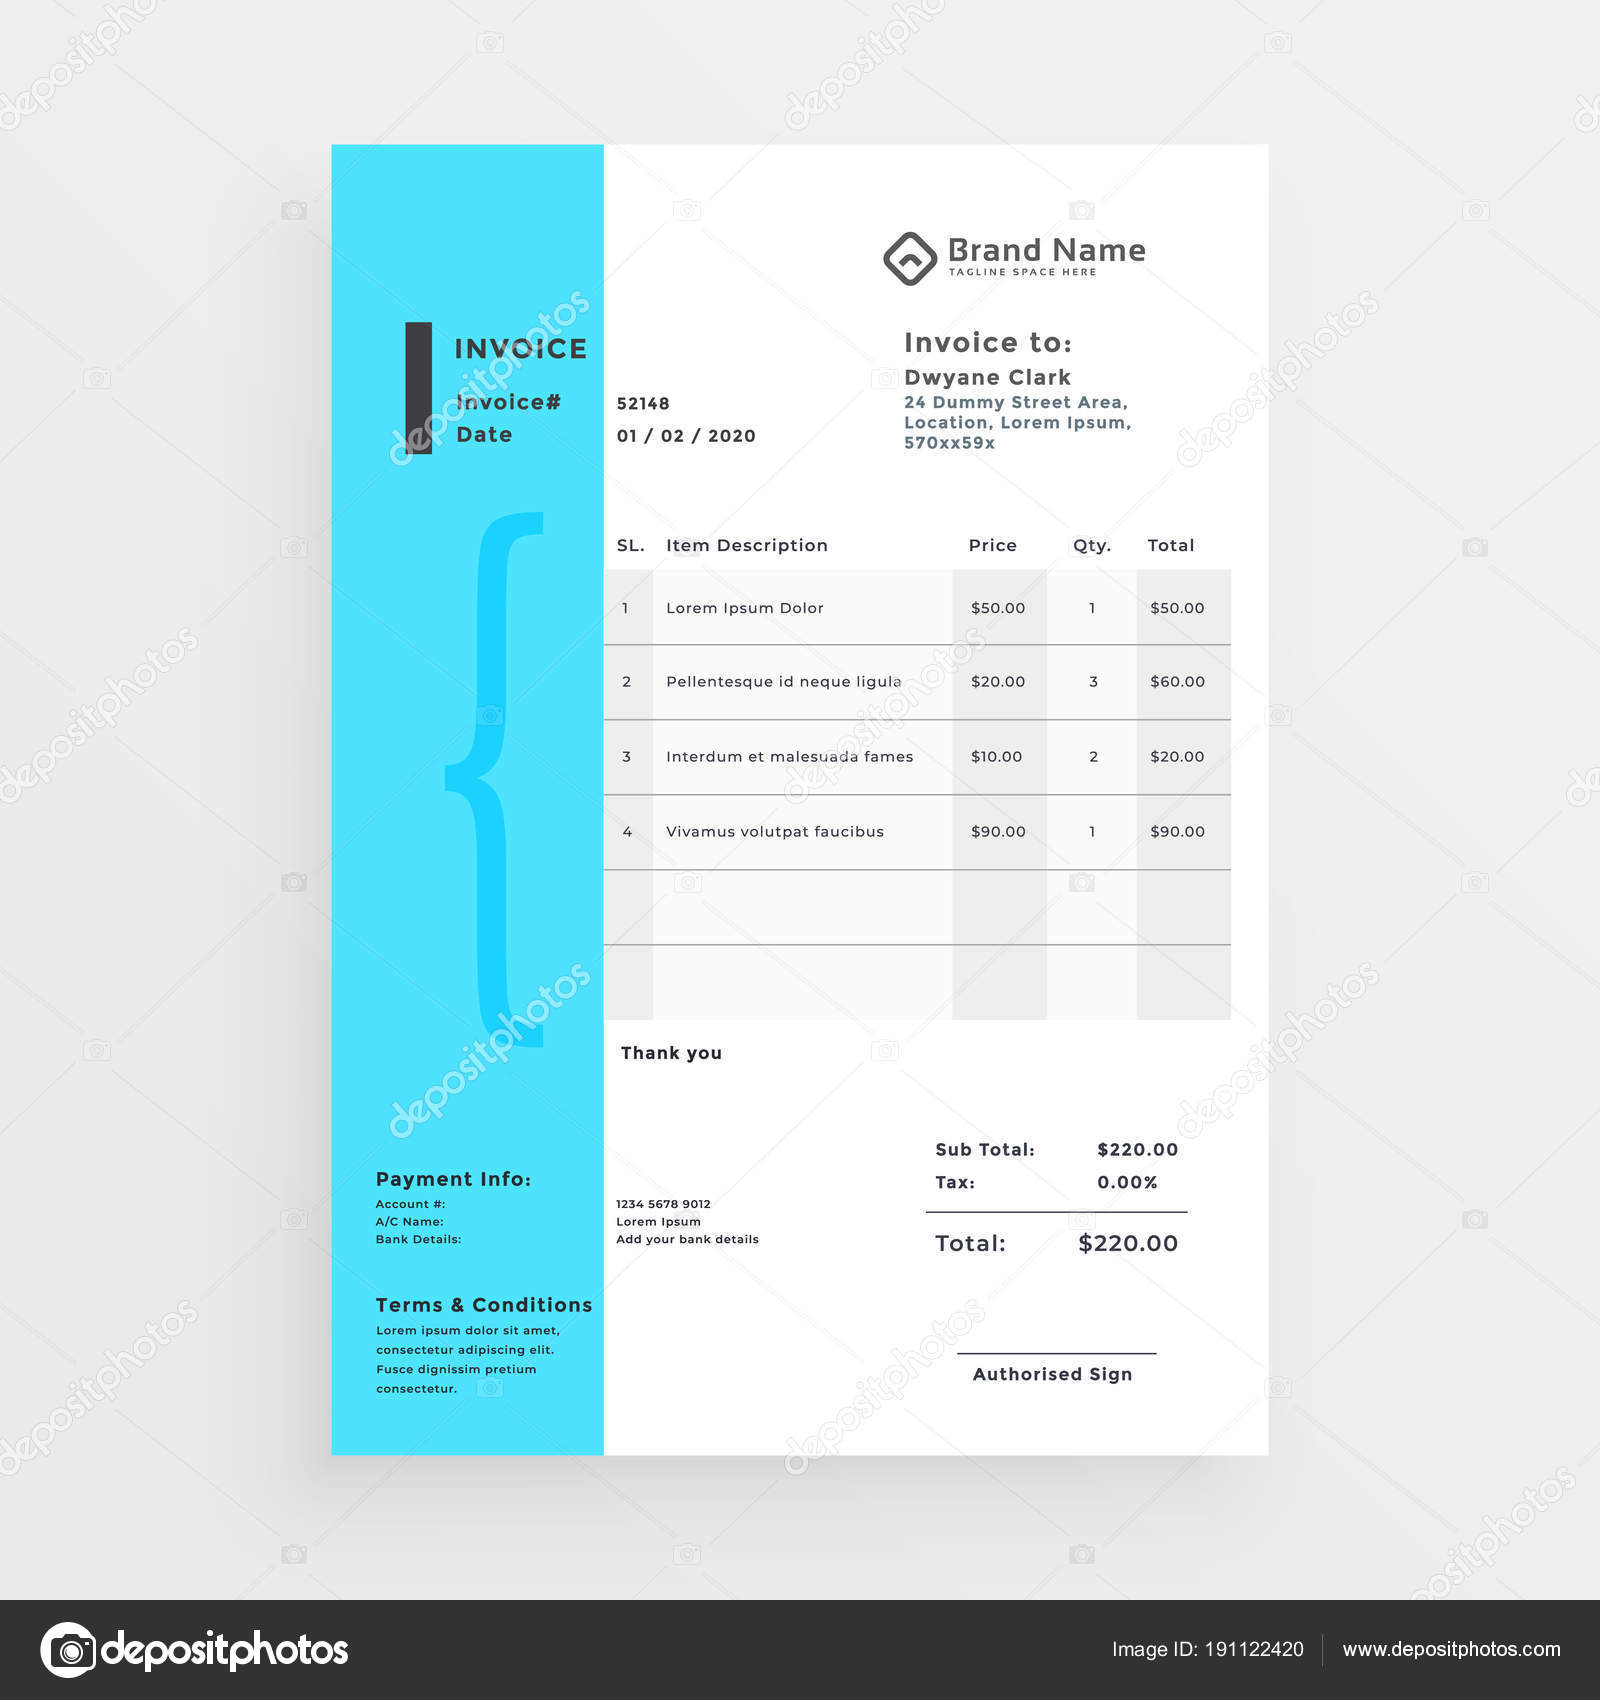 Brand Name
TAGLINE SPACE HERE
INVOICE
Invoice# 52148
Date 01 / 02 / 2020
Invoice to:
Dwyane Clark
24 Dummy Street Area,
Location, Lorem Ipsum,
570xx59x
SL. Item Description Price Qty. Total
1 Lorem Ipsum Dolor $50.00 1 $50.00
2 Pellentesque id neque ligula $20.00 3 $60.00
3 Interdum et malesuada fames $10.00 2 $20.00
4 Vivamus volutpat faucibus $90.00 1 $90.00
{
Thank you
Sub Total: $220.00
Tax: 0.00%
Total: $220.00
Payment Info:
Account #: 1234 5678 9012
A/C Name: Lorem Ipsum
Bank Details: Add your bank details
Terms & Conditions
Lorem ipsum dolor sit amet,
consectetur adipiscing elit.
Fusce dignissim pretium
consectetur.
Authorised Sign
depositphotos
Image ID: 191122420 www.depositphotos.com